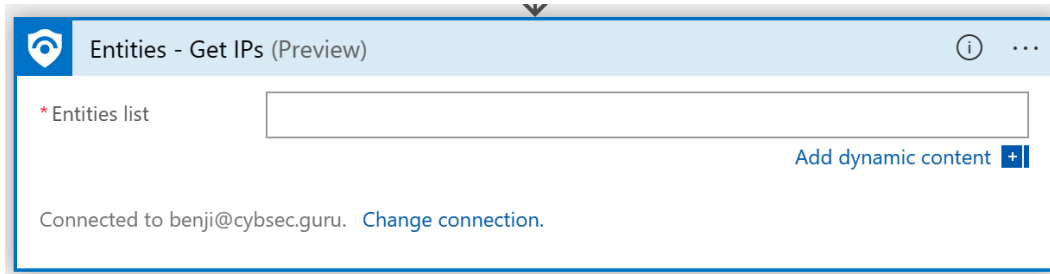 Entities - Get IPs (Preview)
* Entities list
Add dynamic content
Connected to benji@cybsec.guru. Change connection.